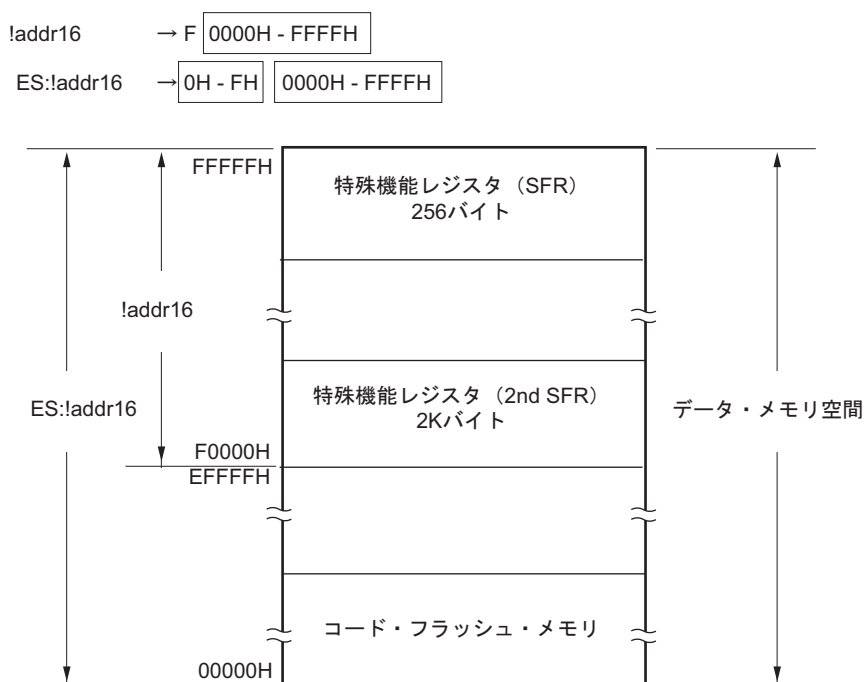 !addr16 → F 0000H - FFFFH
ES:!addr16 → 0H - FH 0000H - FFFFH
FFFFFH
特殊機能レジスタ（SFR）
256バイト
!addr16
特殊機能レジスタ（2nd SFR）
2Kバイト
ES:!addr16
データ・メモリ空間
F0000H
EFFFFH
コード・フラッシュ・メモリ
00000H